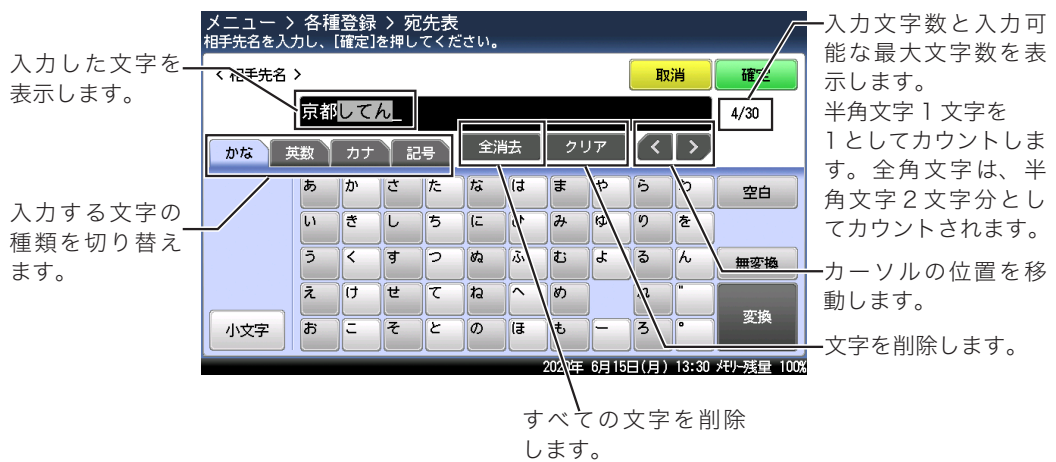 メニュー > 各種登録 > 宛先表
相手先名を入力し、[確定]を押してください。
< 相手先名 >
取消
確定
京都してん_
4/30
かな
英数
カナ
記号
全消去
クリア
<
>
あ か さ た な は ま や ら わ
空白
い き し ち に ひ み ゆ り を
う く す つ ぬ ふ む よ る ん
無変換
え け せ て ね へ め れ ゛
変換
小文字
お こ そ と の ほ も ー ろ ゜
2020年 6月15日(月) 13:30 ﾒﾓﾘｰ残量 100%
入力した文字を
表示します。
入力する文字の
種類を切り替え
ます。
入力文字数と入力可
能な最大文字数を表
示します。
半角文字 1 文字を
1としてカウントしま
す。全角文字は、半
角文字 2 文字分とし
てカウントされます。
カーソルの位置を移
動します。
文字を削除します。
すべての文字を削除
します。